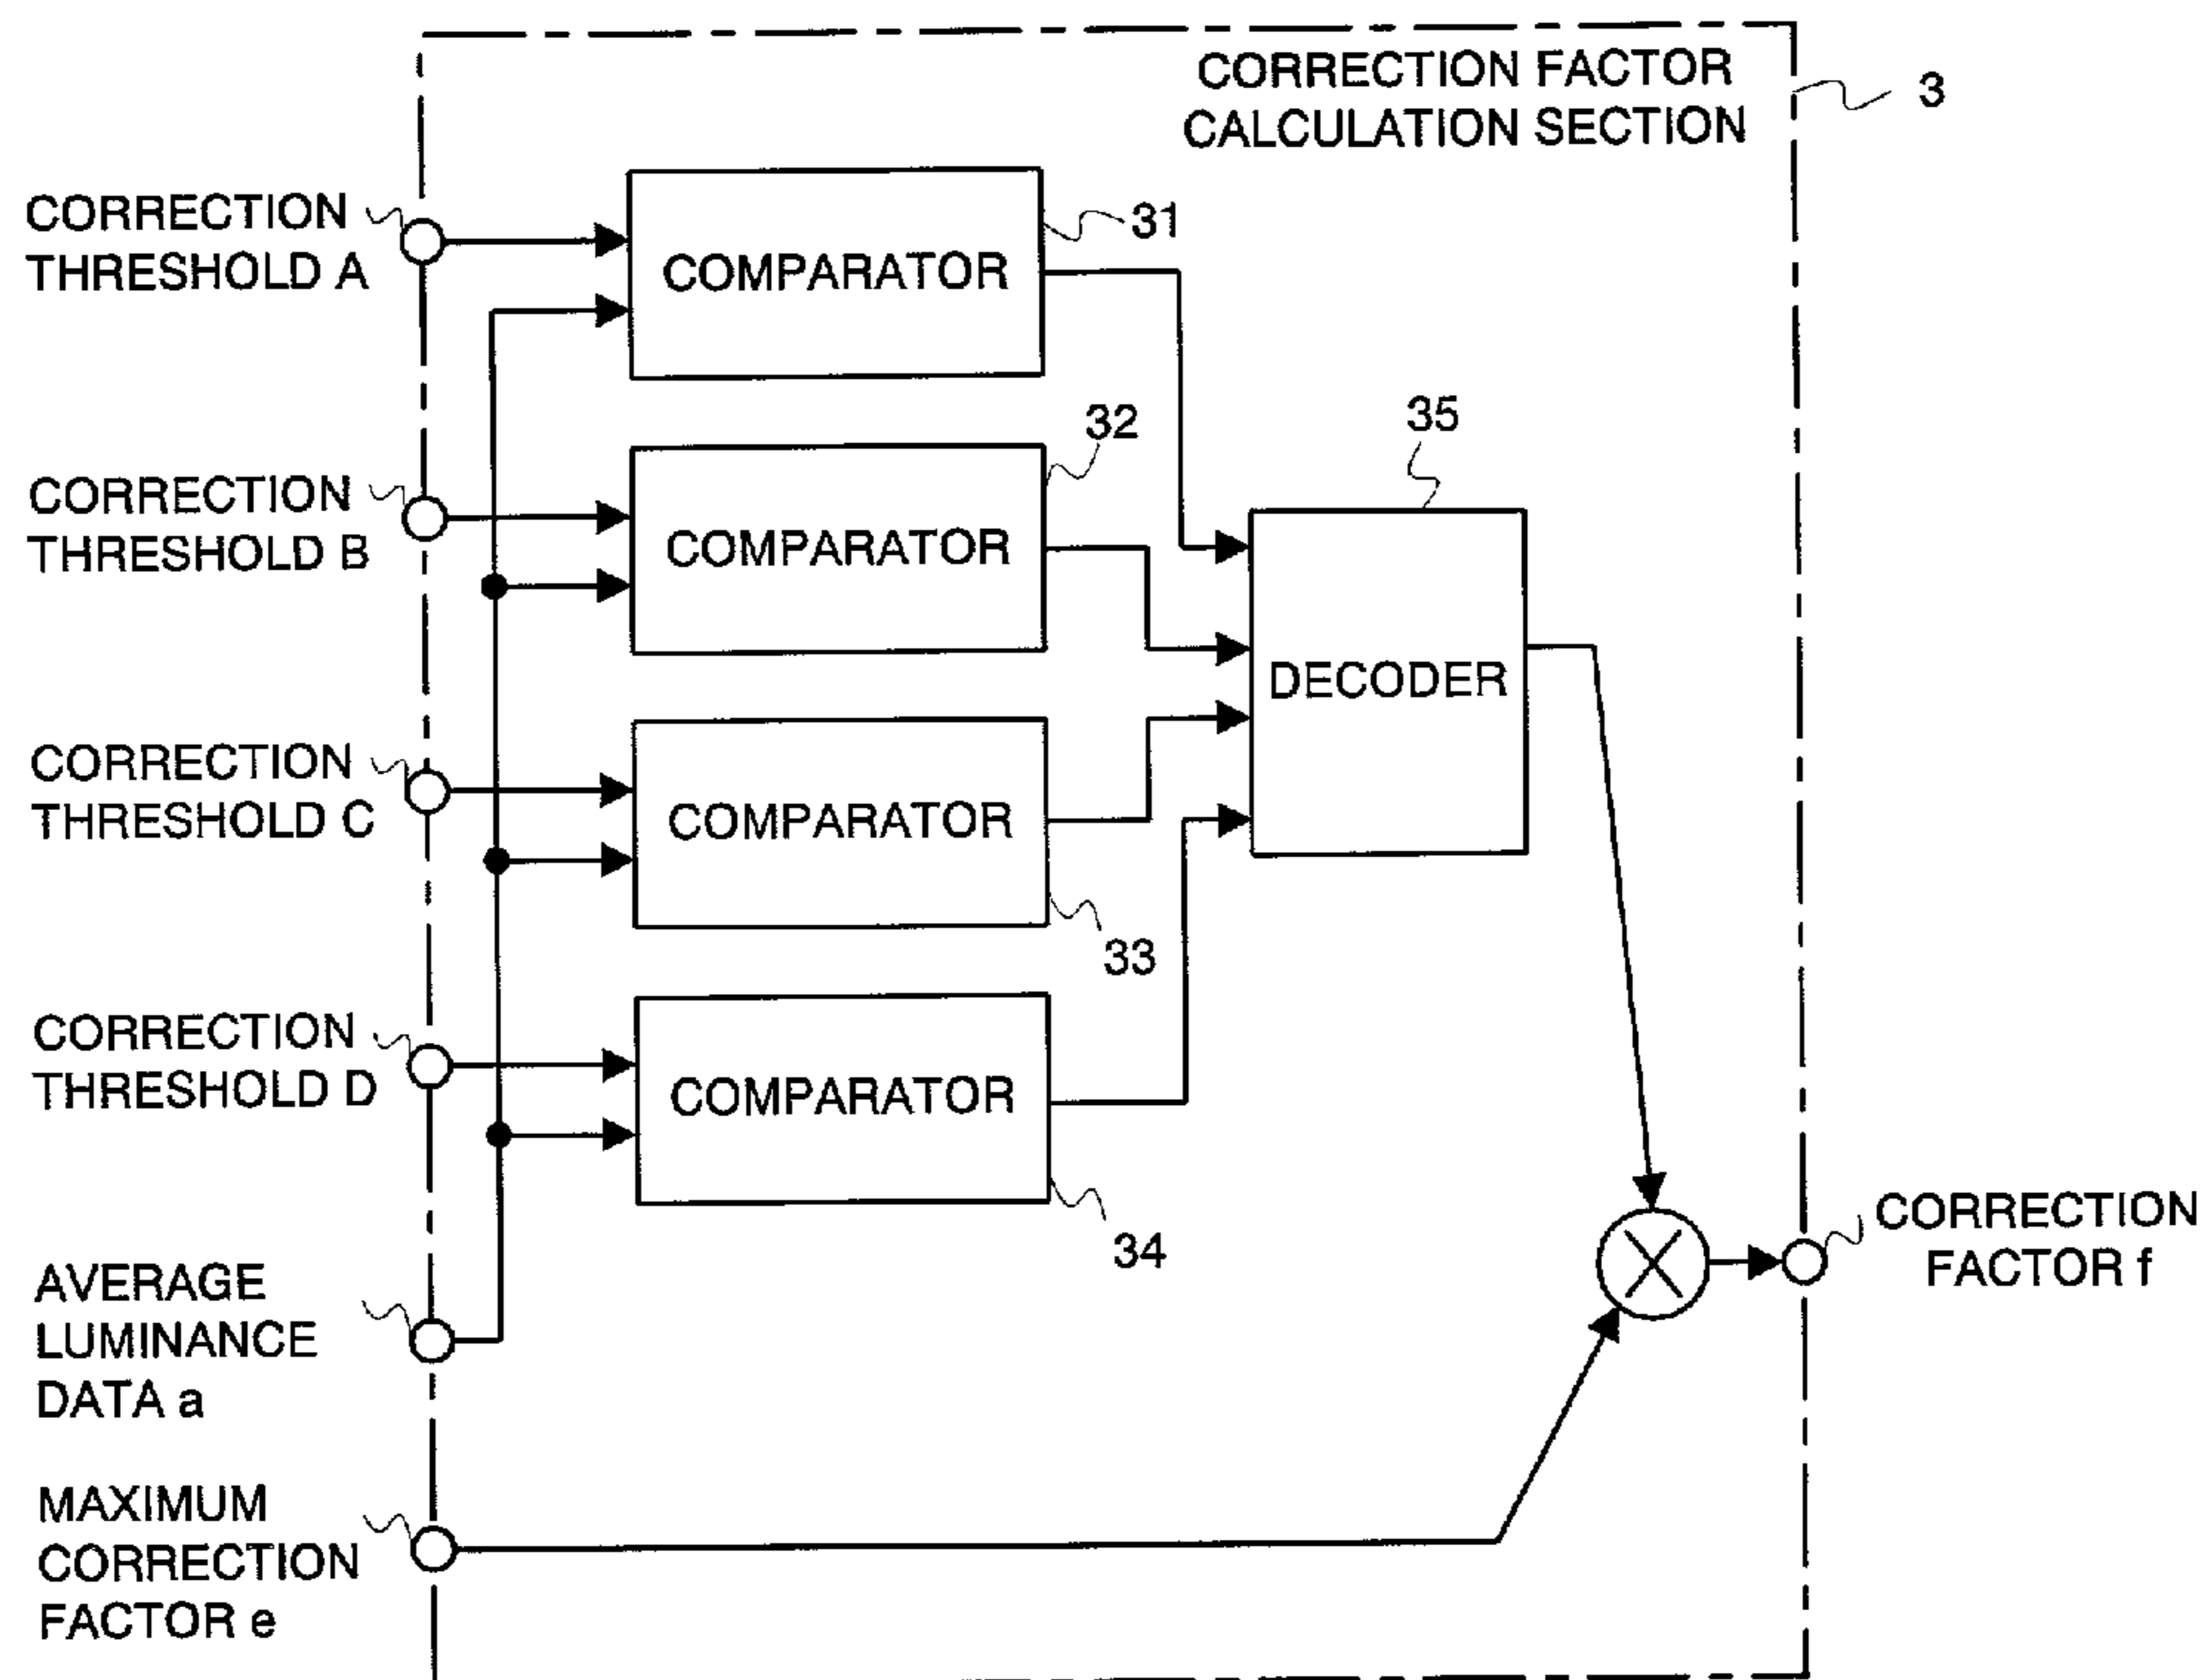 CORRECTION FACTOR
CALCULATION SECTION
3
CORRECTION
THRESHOLD A
COMPARATOR
31
CORRECTION
THRESHOLD B
COMPARATOR
32
35
DECODER
CORRECTION
THRESHOLD C
COMPARATOR
33
CORRECTION
THRESHOLD D
COMPARATOR
34
AVERAGE
LUMINANCE
DATA a
CORRECTION
FACTOR f
MAXIMUM
CORRECTION
FACTOR e